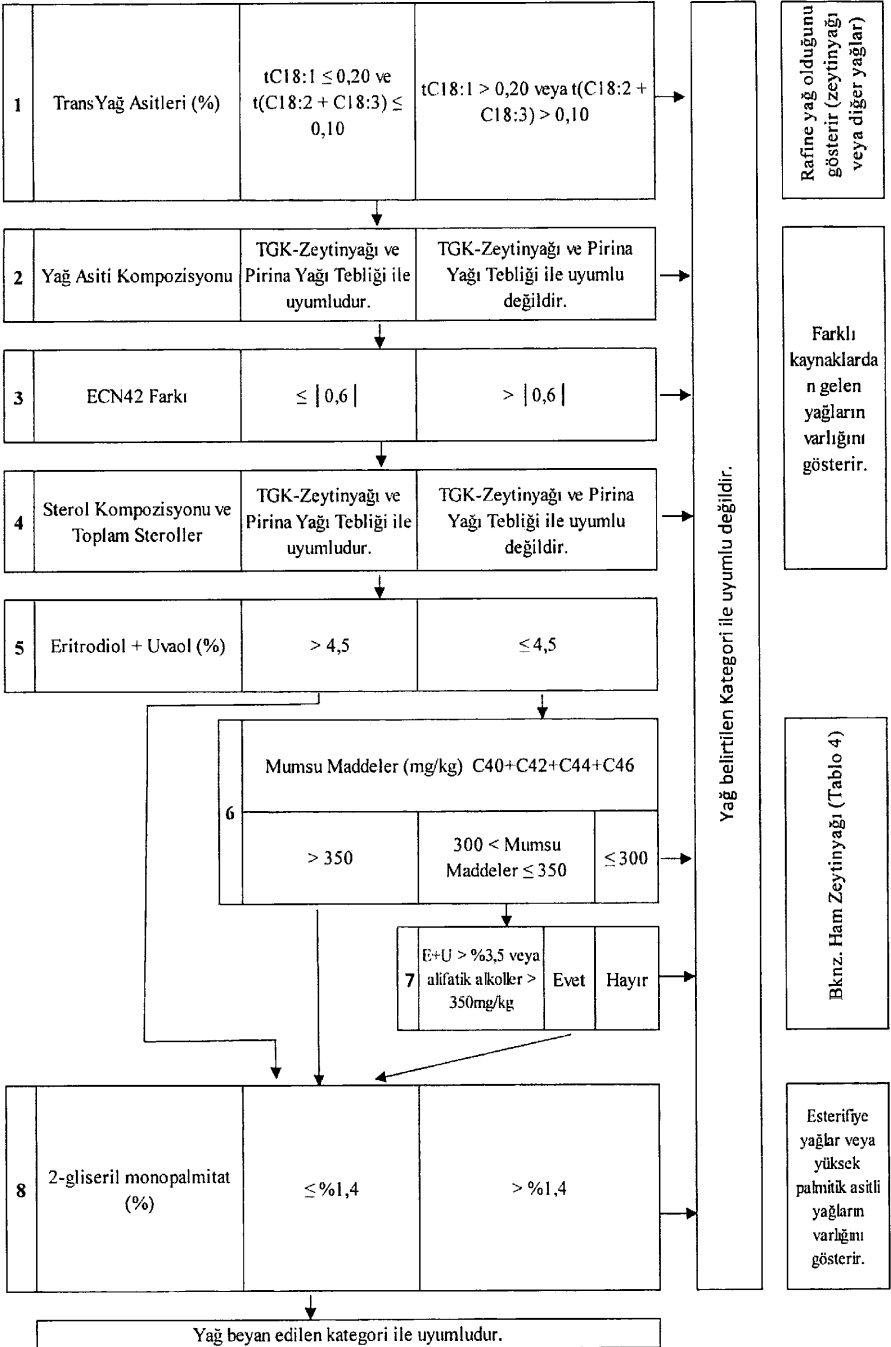 1
TransYağ Asitleri (%)
tC18:1 ≤ 0,20 ve
t(C18:2 + C18:3) ≤
0,10
tC18:1 > 0,20 veya t(C18:2 +
C18:3) > 0,10
Rafine yağ olduğunu
gösterir (zeytinyağı
veya diğer yağlar)
2
Yağ Asiti Kompozisyonu
TGK-Zeytinyağı ve
Pirina Yağı Tebliği ile
uyumludur.
TGK-Zeytinyağı ve Pirina
Yağı Tebliği ile uyumlu
değildir.
3
ECN42 Farkı
≤ |0,6|
> |0,6|
4
Sterol Kompozisyonu ve
Toplam Steroller
TGK-Zeytinyağı ve
Pirina Yağı Tebliği ile
uyumludur.
TGK-Zeytinyağı ve Pirina
Yağı Tebliği ile uyumlu
değildir.
Farklı
kaynaklarda
n gelen
yağların
varlığını
gösterir.
5
Eritrodiol + Uvaol (%)
> 4,5
≤ 4,5
Yağ belirtilen Kategori ile uyumlu değildir.
6
Mumsu Maddeler (mg/kg) C40+C42+C44+C46
> 350
300 < Mumsu
Maddeler ≤ 350
≤ 300
7
E+U > %3,5 veya
alifatik alkoller >
350mg/kg
Evet
Hayır
Bknz. Ham Zeytinyağı (Tablo 4)
8
2-gliseril monopalmitat
(%)
≤ %1,4
> %1,4
Esterifiye
yağlar veya
yüksek
palmitik asitli
yağların
varlığını
gösterir.
Yağ beyan edilen kategori ile uyumludur.